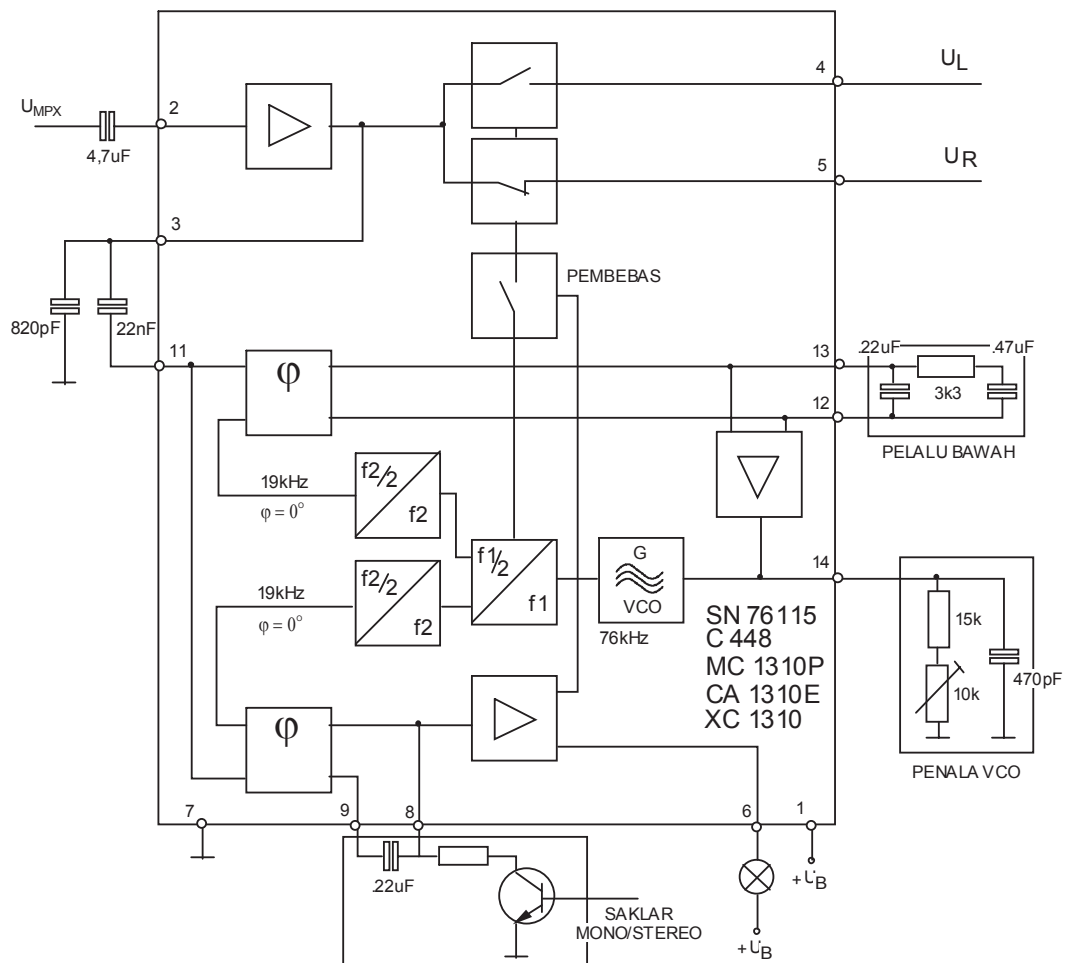 U_MPX
4,7uF
2
4
U_L
5
U_R
3
PEMBEBAS
820pF
22nF
11
φ
13
.22uF
.47uF
3k3
12
PELALU BAWAH
19kHz
φ = 0°
f2/2
f2
f1/2
f1
G
VCO
76kHz
14
19kHz
φ = 0°
f2/2
f2
SN 76115
C 448
MC 1310P
CA 1310E
XC 1310
15k
10k
470pF
PENALA VCO
φ
7
9
8
6
1
.22uF
SAKLAR
MONO/STEREO
+U_B
+U_B